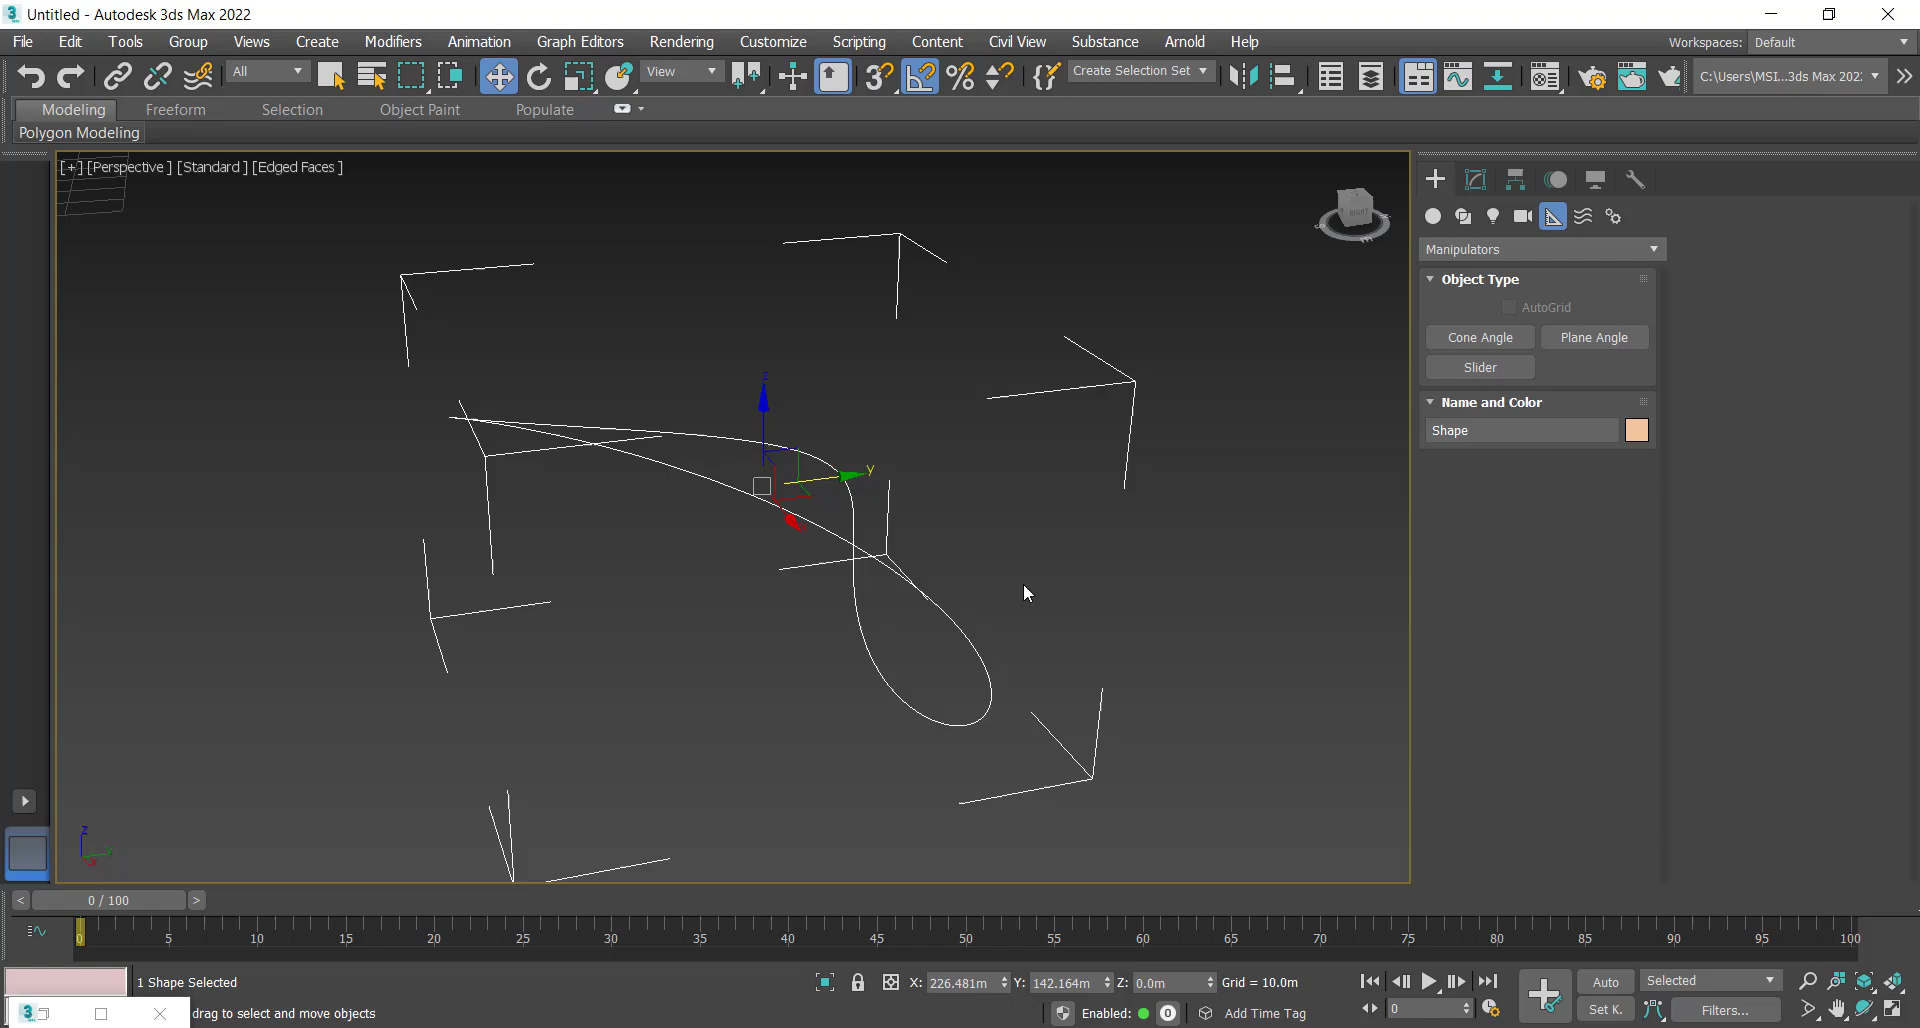 Untitled - Autodesk 3ds Max 2022
File Edit Tools Group Views Create Modifiers Animation Graph Editors Rendering Customize Scripting Content Civil View Substance Arnold Help
Workspaces: Default
All
View
Create Selection Set
C:\Users\MSI...3ds Max 202:
Modeling Freeform Selection Object Paint Populate
Polygon Modeling
[+] [Perspective ] [Standard ] [Edged Faces ]
RIGHT
Manipulators
Object Type
AutoGrid
Cone Angle Plane Angle
Slider
Name and Color
Shape
z
y
z
y
x
< 0 / 100 >
0 5 10 15 20 25 30 35 40 45 50 55 60 65 70 75 80 85 90 95 100
1 Shape Selected
X: 226.481m Y: 142.164m Z: 0.0m Grid = 10.0m
Auto Selected
drag to select and move objects
Enabled: 0 Add Time Tag
0
Set K. Filters...